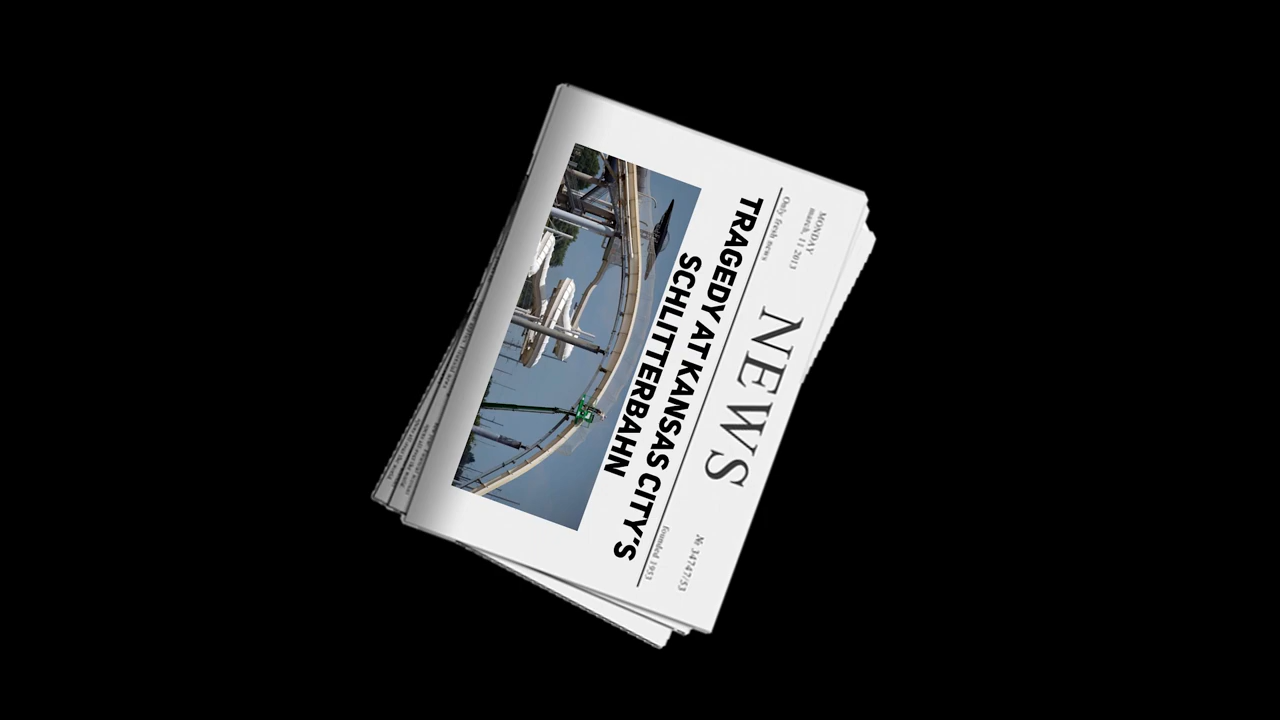 MONDAY
march, 11 2013
NEWS
№ 34747/53
Only fresh news
founded 1953
TRAGEDY AT KANSAS CITY'S
SCHLITTERBAHN